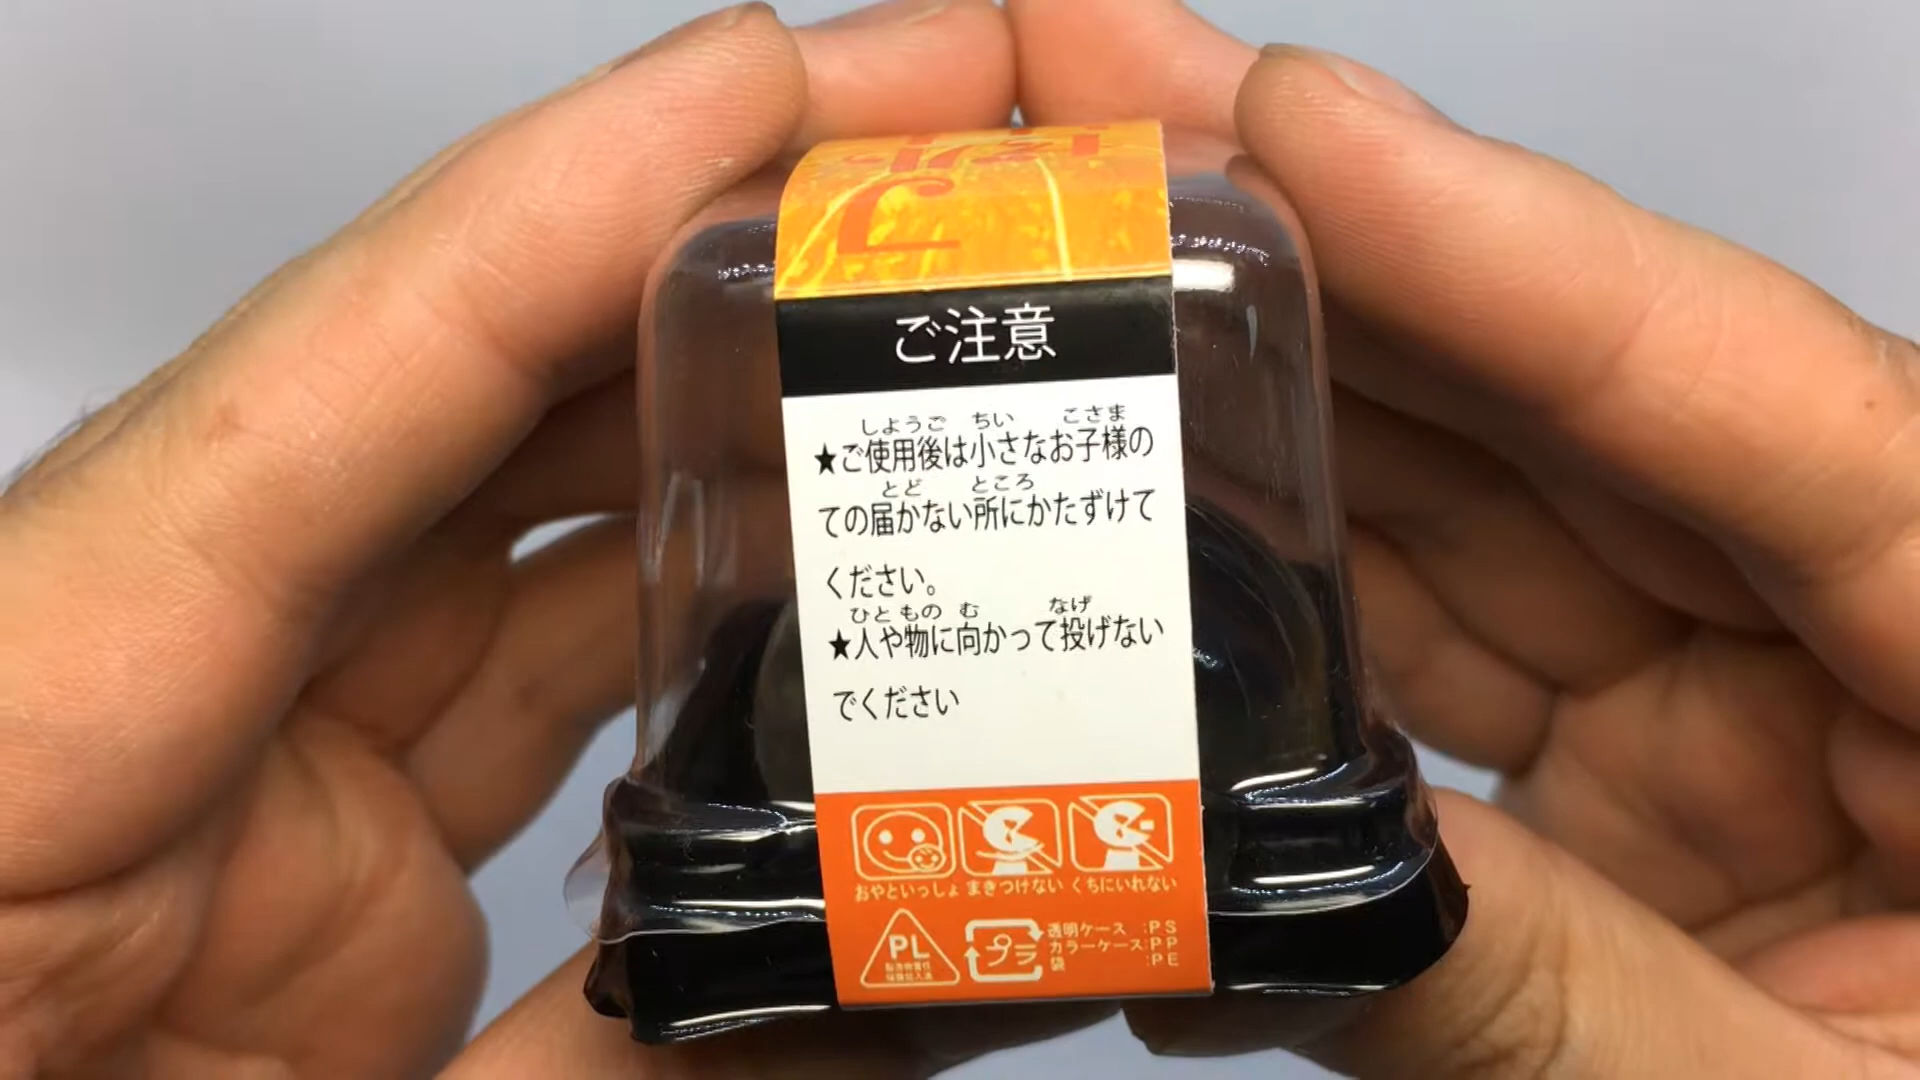 ご注意
しようご ちい こさま
★ご使用後は小さなお子様の
とど ところ
ての届かない所にかたずけて
ください。
ひと もの む なげ
★人や物に向かって投げない
でください
おやといっしょ まきつけない くちにいれない
PL
プラ
透明ケース :PS
カラーケース:PP
袋 :PE